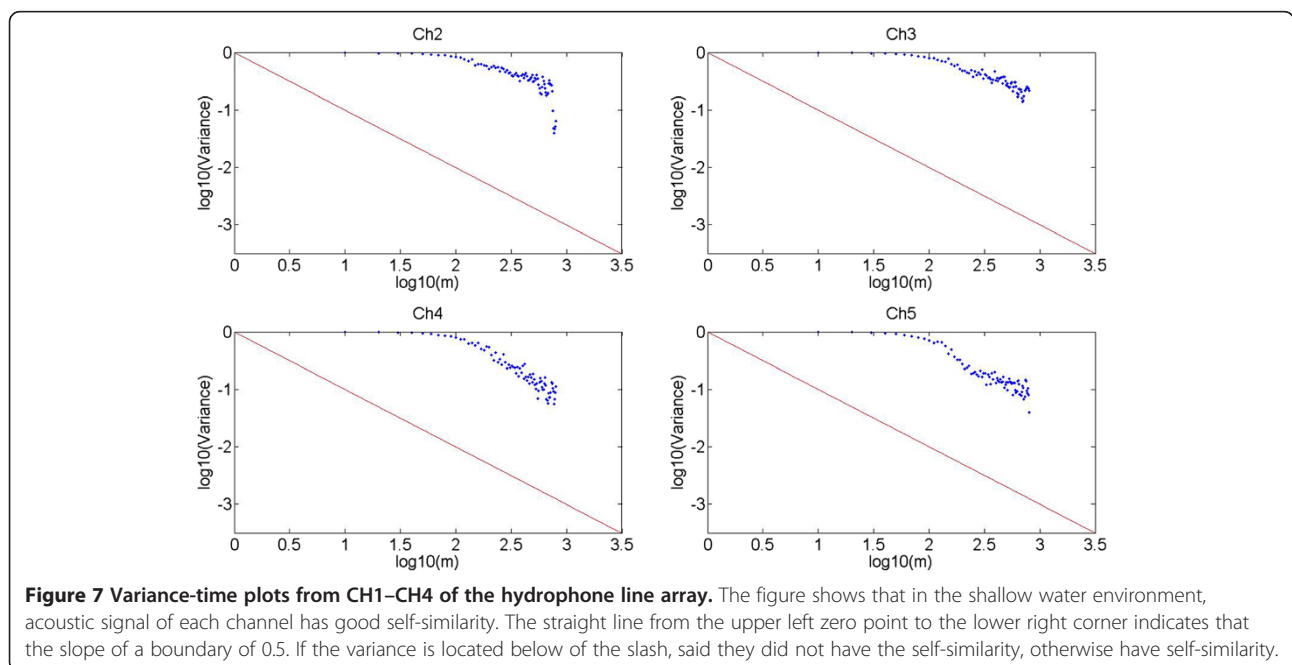 Ch2
0
-1
-2
-3
log10(Variance)
0 0.5 1 1.5 2 2.5 3 3.5
log10(m)
Ch3
0
-1
-2
-3
log10(Variance)
0 0.5 1 1.5 2 2.5 3 3.5
log10(m)
Ch4
0
-1
-2
-3
log10(Variance)
0 0.5 1 1.5 2 2.5 3 3.5
log10(m)
Ch5
0
-1
-2
-3
log10(Variance)
0 0.5 1 1.5 2 2.5 3 3.5
log10(m)
Figure 7 Variance-time plots from CH1–CH4 of the hydrophone line array. The figure shows that in the shallow water environment,
acoustic signal of each channel has good self-similarity. The straight line from the upper left zero point to the lower right corner indicates that
the slope of a boundary of 0.5. If the variance is located below of the slash, said they did not have the self-similarity, otherwise have self-similarity.